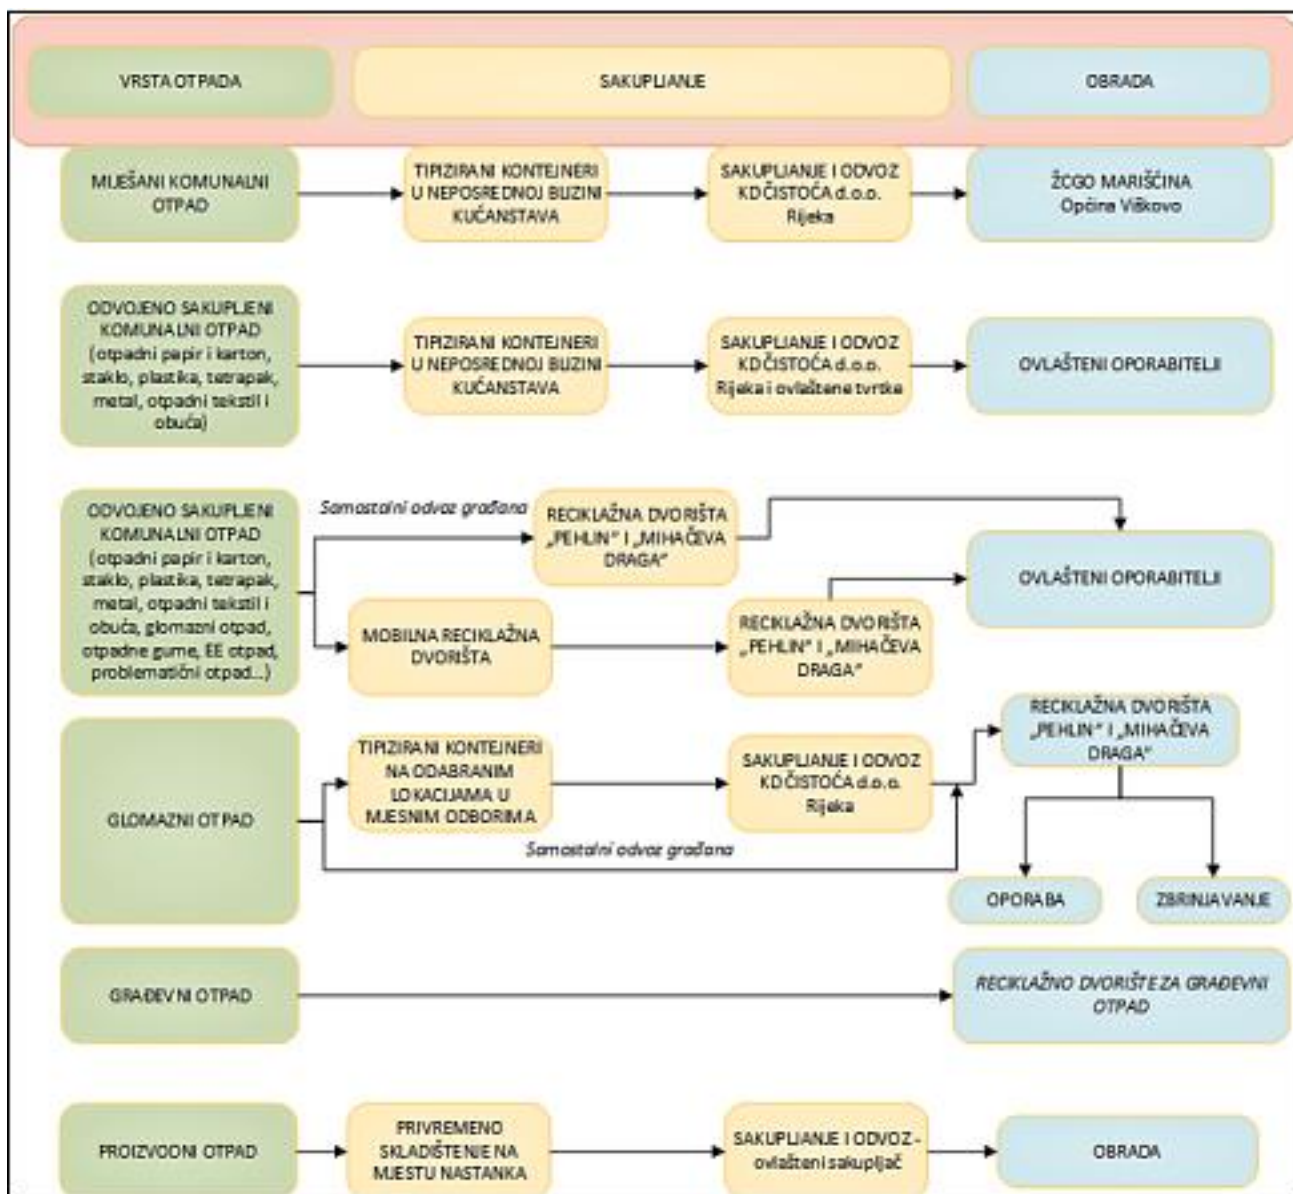 VRSTA OTPADA
SAKUPLJANJE
OBRADA
MIJEŠANI KOMUNALNI
OTPAD
TIPIZIRANI KONTEJNERI
U NEPOSREDNOJ BLIZINI
KUĆANSTAVA
SAKUPLJANJE I ODVOZ
KD ČISTOĆA d.o.o.
Rijeka
ŽCGO MARIŠĆINA
Općina Viškovo
ODVOJENO SAKUPLJENI
KOMUNALNI OTPAD
(otpadni papir i karton,
staklo, plastika, tetrapak,
metal, otpadni tekstil i
obuća)
TIPIZIRANI KONTEJNERI
U NEPOSREDNOJ BLIZINI
KUĆANSTAVA
SAKUPLJANJE I ODVOZ
KD ČISTOĆA d.o.o.
Rijeka i ovlaštene tvrtke
OVLAŠTENI OPORABITELJI
ODVOJENO SAKUPLJENI
KOMUNALNI OTPAD
(otpadni papir i karton,
staklo, plastika, tetrapak,
metal, otpadni tekstil i
obuća, glomazni otpad,
otpadne gume, EE otpad,
problematični otpad...)
Samostalni odvoz građana
RECIKLAŽNA DVORIŠTA
„PEHLIN“ I „MIHAČEVA
DRAGA“
MOBILNA RECIKLAŽNA
DVORIŠTA
RECIKLAŽNA DVORIŠTA
„PEHLIN“ I „MIHAČEVA
DRAGA“
OVLAŠTENI OPORABITELJI
GLOMAZNI OTPAD
TIPIZIRANI KONTEJNERI
NA ODABRANIM
LOKACIJAMA U
MJESNIM ODBORIMA
SAKUPLJANJE I ODVOZ
KD ČISTOĆA d.o.o.
Rijeka
Samostalni odvoz građana
RECIKLAŽNA DVORIŠTA
„PEHLIN“ I „MIHAČEVA
DRAGA“
OPORABA
ZBRINJAVANJE
GRAĐEVNI OTPAD
RECIKLAŽNO DVORIŠTE ZA GRAĐEVNI
OTPAD
PROIZVODNI OTPAD
PRIVREMENO
SKLADIŠTENJE NA
MJESTU NASTANKA
SAKUPLJANJE I ODVOZ -
ovlašteni sakupljač
OBRADA